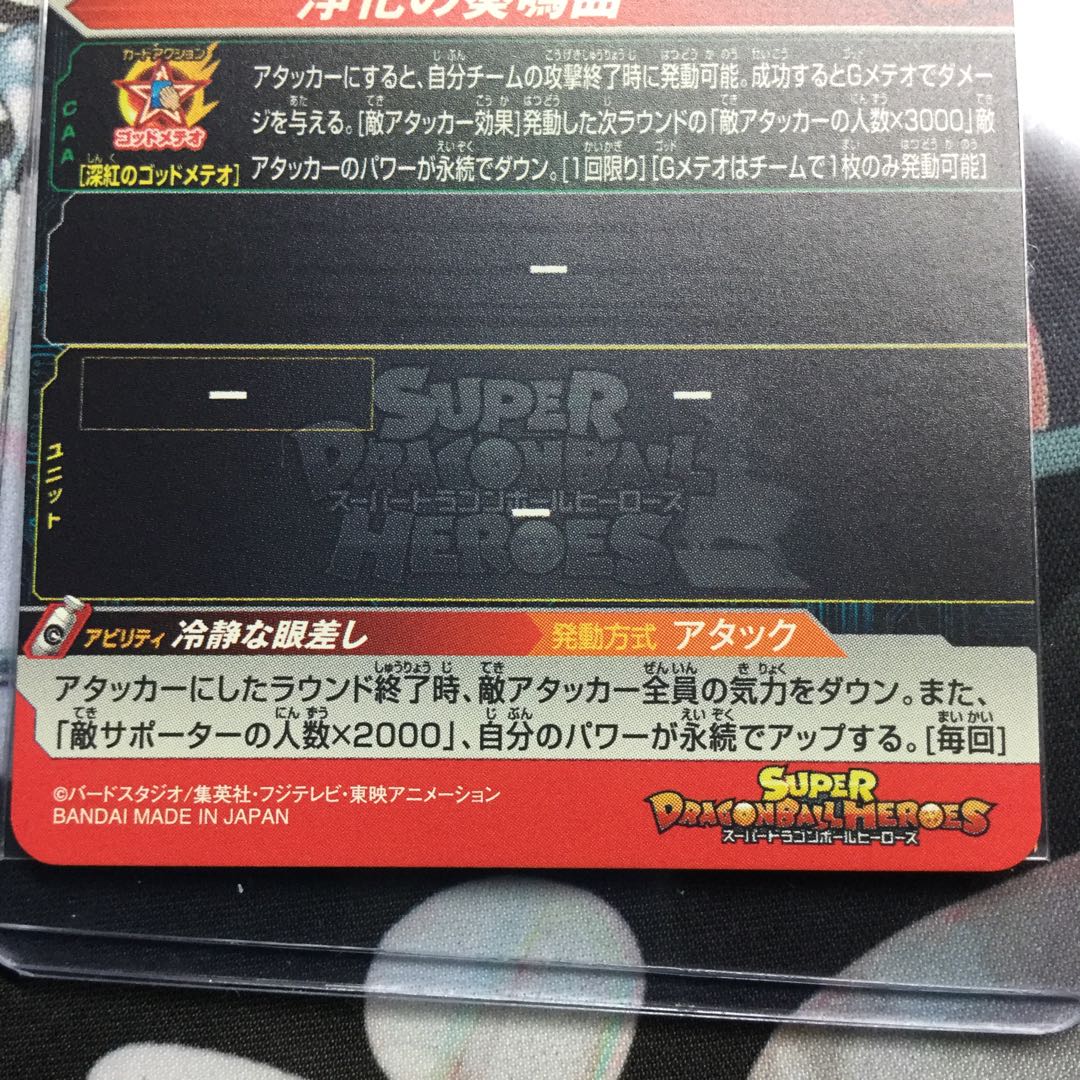 カードアクション
ゴッドメテオ
[深紅のゴッドメテオ]
CAA
アタッカーにすると、自分チームの攻撃終了時に発動可能。成功するとGメテオでダメー
ジを与える。[敵アタッカー効果]発動した次ラウンドの「敵アタッカーの人数×3000」敵
アタッカーのパワーが永続でダウン。[1回限り][Gメテオはチームで1枚のみ発動可能]
ー
ー
ー
ー
ユニット
SUPER
DRAGONBALL
スーパードラゴンボールヒーローズ
HEROES
アビリティ 冷静な眼差し 発動方式 アタック
アタッカーにしたラウンド終了時、敵アタッカー全員の気力をダウン。また、
「敵サポーターの人数×2000」、自分のパワーが永続でアップする。[毎回]
©バードスタジオ/集英社・フジテレビ・東映アニメーション
BANDAI MADE IN JAPAN
SUPER
DRAGONBALL HEROES
スーパードラゴンボールヒーローズ